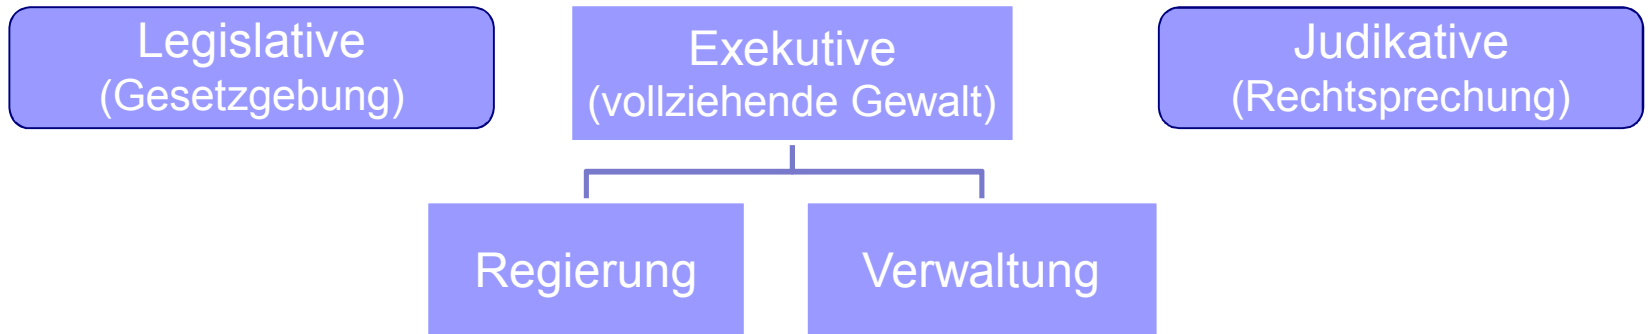 Legislative
(Gesetzgebung)
Exekutive
(vollziehende Gewalt)
Judikative
(Rechtsprechung)
Regierung
Verwaltung